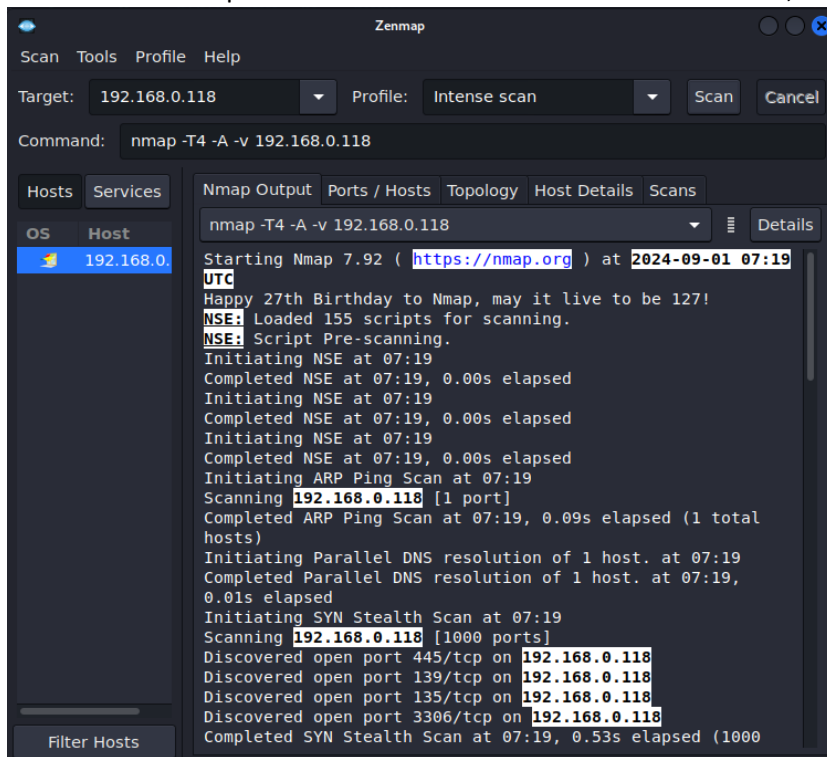 Zenmap
Scan Tools Profile Help
Target: 192.168.0.118 Profile: Intense scan Scan Cancel
Command: nmap -T4 -A -v 192.168.0.118
Hosts Services Nmap Output Ports / Hosts Topology Host Details Scans
OS Host nmap -T4 -A -v 192.168.0.118 Details
192.168.0.
Starting Nmap 7.92 ( https://nmap.org ) at 2024-09-01 07:19
UTC
Happy 27th Birthday to Nmap, may it live to be 127!
NSE: Loaded 155 scripts for scanning.
NSE: Script Pre-scanning.
Initiating NSE at 07:19
Completed NSE at 07:19, 0.00s elapsed
Initiating NSE at 07:19
Completed NSE at 07:19, 0.00s elapsed
Initiating NSE at 07:19
Completed NSE at 07:19, 0.00s elapsed
Initiating ARP Ping Scan at 07:19
Scanning 192.168.0.118 [1 port]
Completed ARP Ping Scan at 07:19, 0.09s elapsed (1 total
hosts)
Initiating Parallel DNS resolution of 1 host. at 07:19
Completed Parallel DNS resolution of 1 host. at 07:19,
0.01s elapsed
Initiating SYN Stealth Scan at 07:19
Scanning 192.168.0.118 [1000 ports]
Discovered open port 445/tcp on 192.168.0.118
Discovered open port 139/tcp on 192.168.0.118
Discovered open port 135/tcp on 192.168.0.118
Discovered open port 3306/tcp on 192.168.0.118
Completed SYN Stealth Scan at 07:19, 0.53s elapsed (1000
Filter Hosts